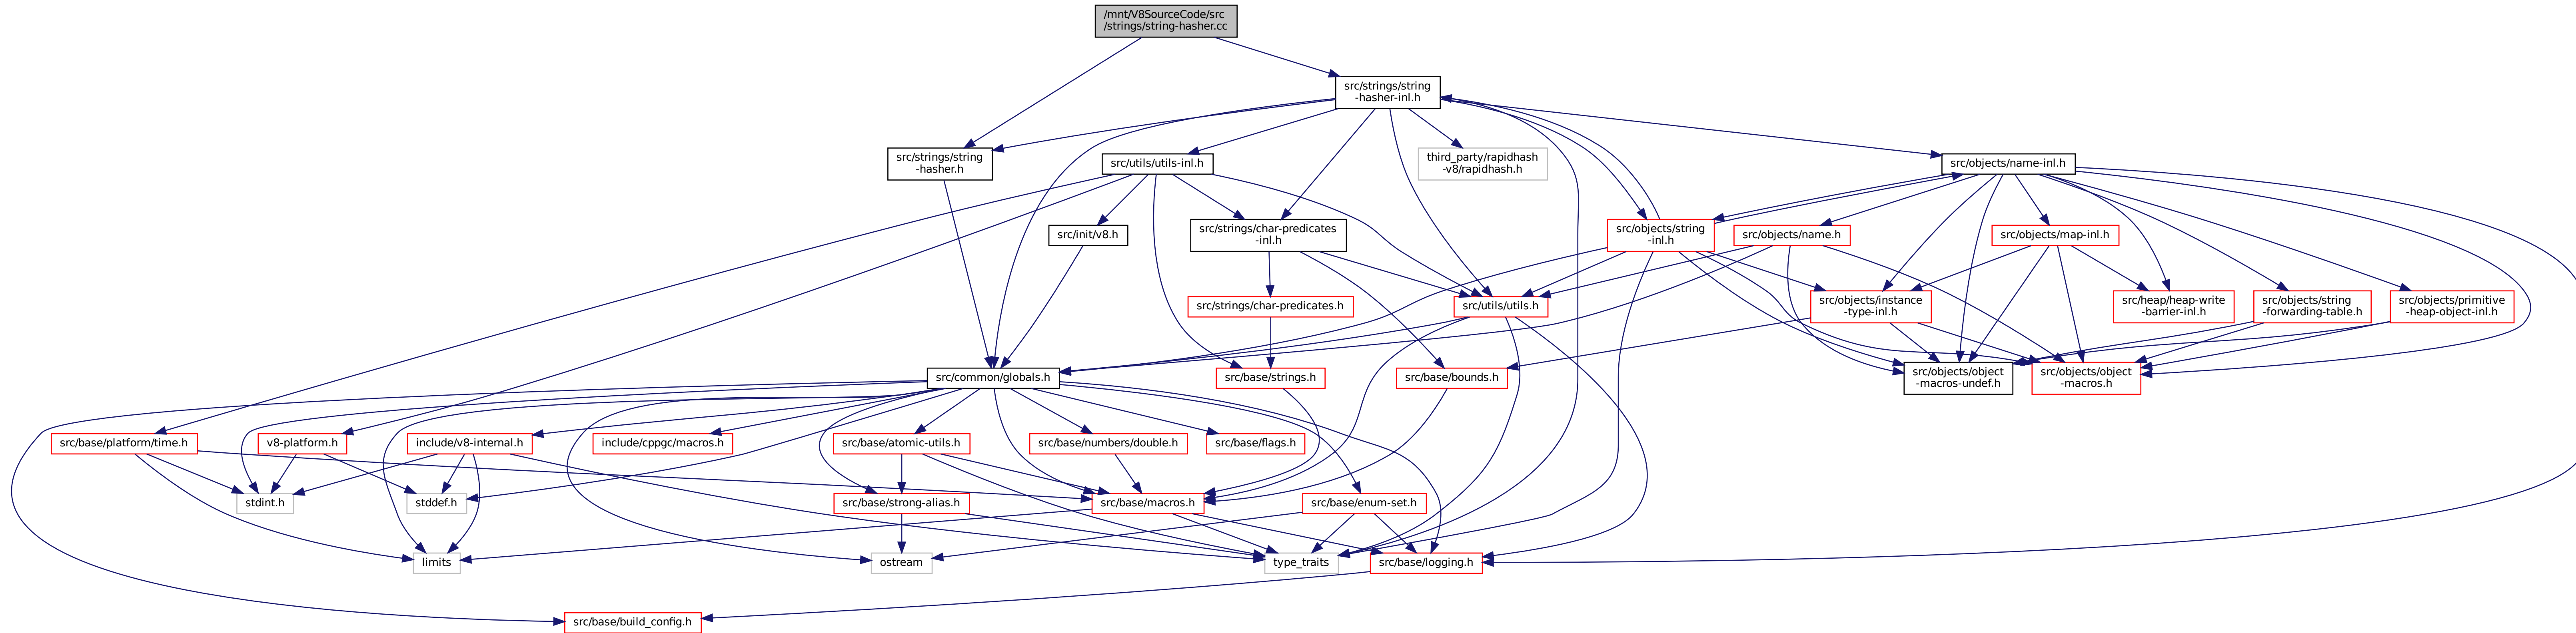 /mnt/V8SourceCode/src
/strings/string-hasher.cc
src/strings/string
-hasher-inl.h
src/strings/string
-hasher.h
src/utils/utils-inl.h
third_party/rapidhash
-v8/rapidhash.h
src/objects/name-inl.h
src/init/v8.h
src/strings/char-predicates
-inl.h
src/objects/string
-inl.h
src/objects/name.h
src/objects/map-inl.h
src/strings/char-predicates.h
src/utils/utils.h
src/objects/instance
-type-inl.h
src/heap/heap-write
-barrier-inl.h
src/objects/string
-forwarding-table.h
src/objects/primitive
-heap-object-inl.h
src/common/globals.h
src/base/strings.h
src/base/bounds.h
src/objects/object
-macros-undef.h
src/objects/object
-macros.h
src/base/platform/time.h
v8-platform.h
include/v8-internal.h
include/cppgc/macros.h
src/base/atomic-utils.h
src/base/numbers/double.h
src/base/flags.h
stdint.h
stddef.h
src/base/strong-alias.h
src/base/macros.h
src/base/enum-set.h
limits
ostream
type_traits
src/base/logging.h
src/base/build_config.h